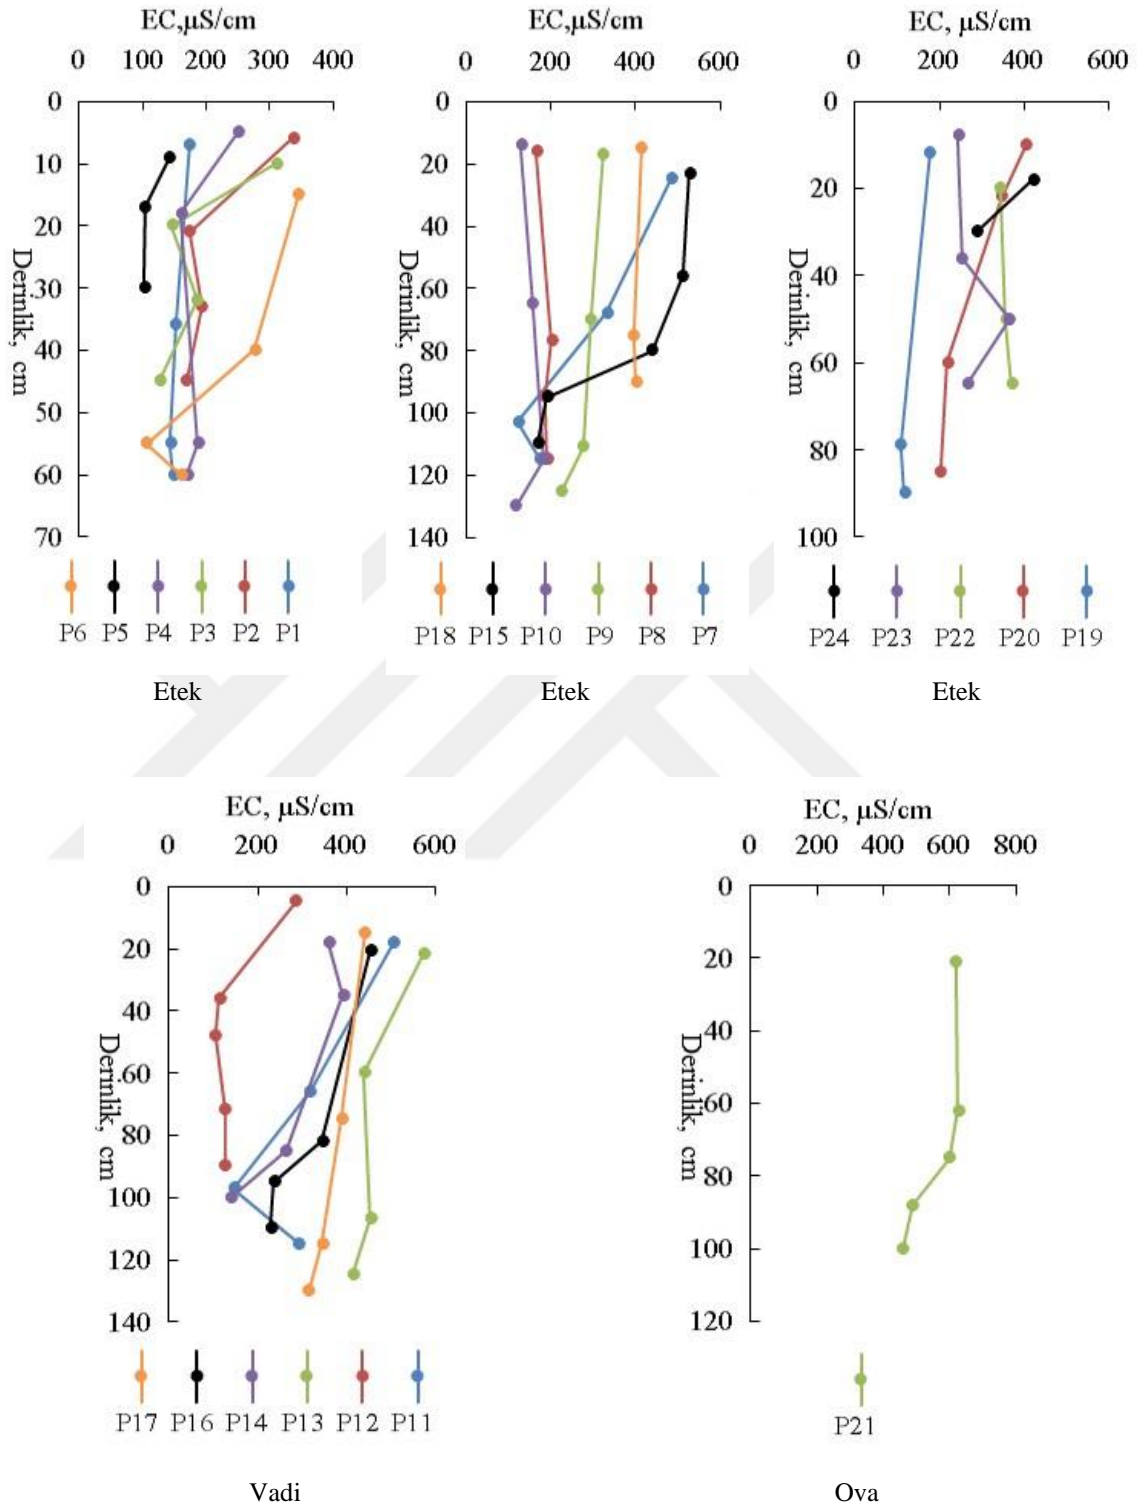 EC,µS/cm
0 100 200 300 400
0
10
20
30
40
50
60
70
Derinlik, cm
P6 P5 P4 P3 P2 P1
Etek
EC,µS/cm
0 200 400 600
0
20
40
60
80
100
120
140
Derinlik, cm
P18 P15 P10 P9 P8 P7
Etek
EC, µS/cm
0 200 400 600
0
20
40
60
80
100
Derinlik, cm
P24 P23 P22 P20 P19
Etek
EC, µS/cm
0 200 400 600
0
20
40
60
80
100
120
140
Derinlik, cm
P17 P16 P14 P13 P12 P11
Vadi
EC, µS/cm
0 200 400 600 800
0
20
40
60
80
100
120
Derinlik, cm
P21
Ova